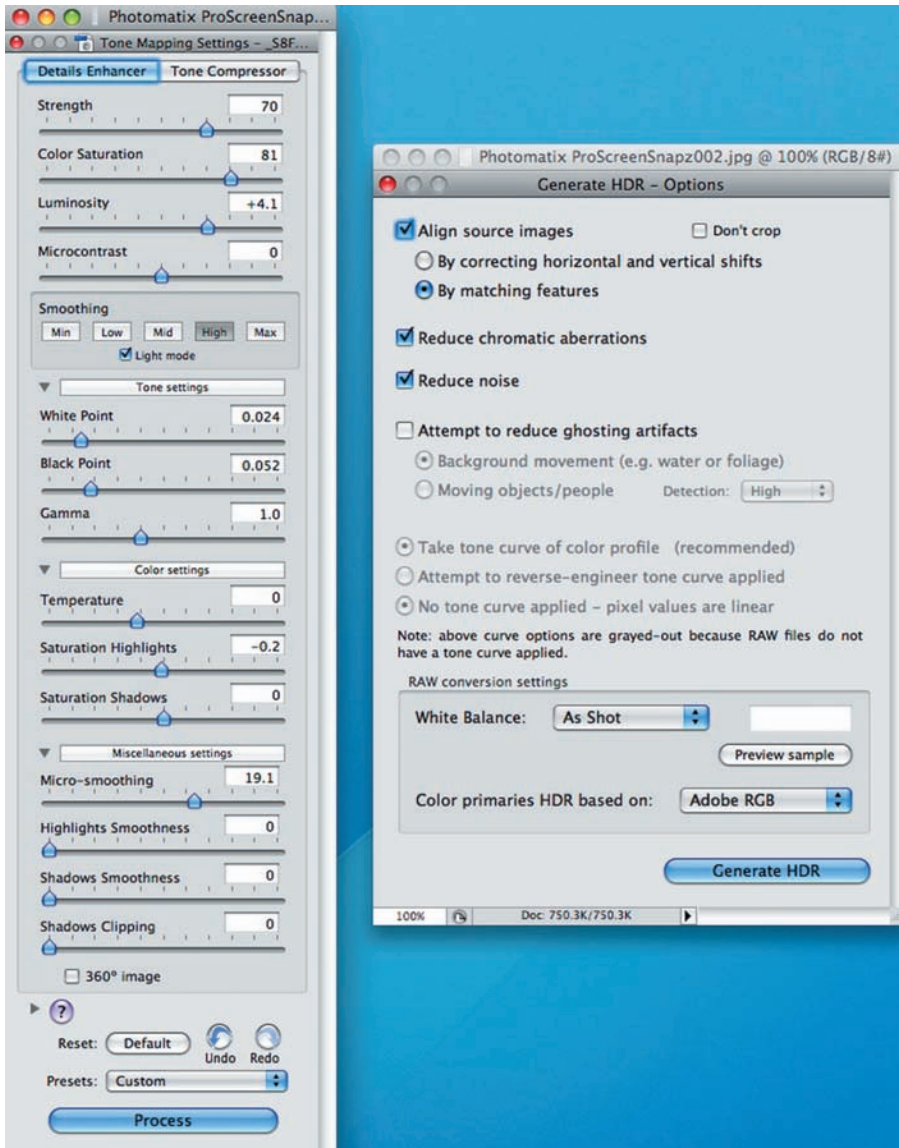 Photomatix ProScreenSnap...
Tone Mapping Settings – _S8F...
Details Enhancer Tone Compressor
Strength 70
Color Saturation 81
Luminosity +4.1
Microcontrast 0
Smoothing
Min Low Mid High Max
Light mode
Tone settings
White Point 0.024
Black Point 0.052
Gamma 1.0
Color settings
Temperature 0
Saturation Highlights −0.2
Saturation Shadows 0
Miscellaneous settings
Micro-smoothing 19.1
Highlights Smoothness 0
Shadows Smoothness 0
Shadows Clipping 0
360º image
?
Reset: Default Undo Redo
Presets: Custom
Process
Photomatix ProScreenSnapz002.jpg @ 100% (RGB/8#)
Generate HDR – Options
Align source images Don't crop
By correcting horizontal and vertical shifts
By matching features
Reduce chromatic aberrations
Reduce noise
Attempt to reduce ghosting artifacts
Background movement (e.g. water or foliage)
Moving objects/people Detection: High
Take tone curve of color profile (recommended)
Attempt to reverse-engineer tone curve applied
No tone curve applied – pixel values are linear
Note: above curve options are grayed-out because RAW files do not
have a tone curve applied.
RAW conversion settings
White Balance: As Shot
Preview sample
Color primaries HDR based on: Adobe RGB
Generate HDR
100% Doc: 750.3K/750.3K